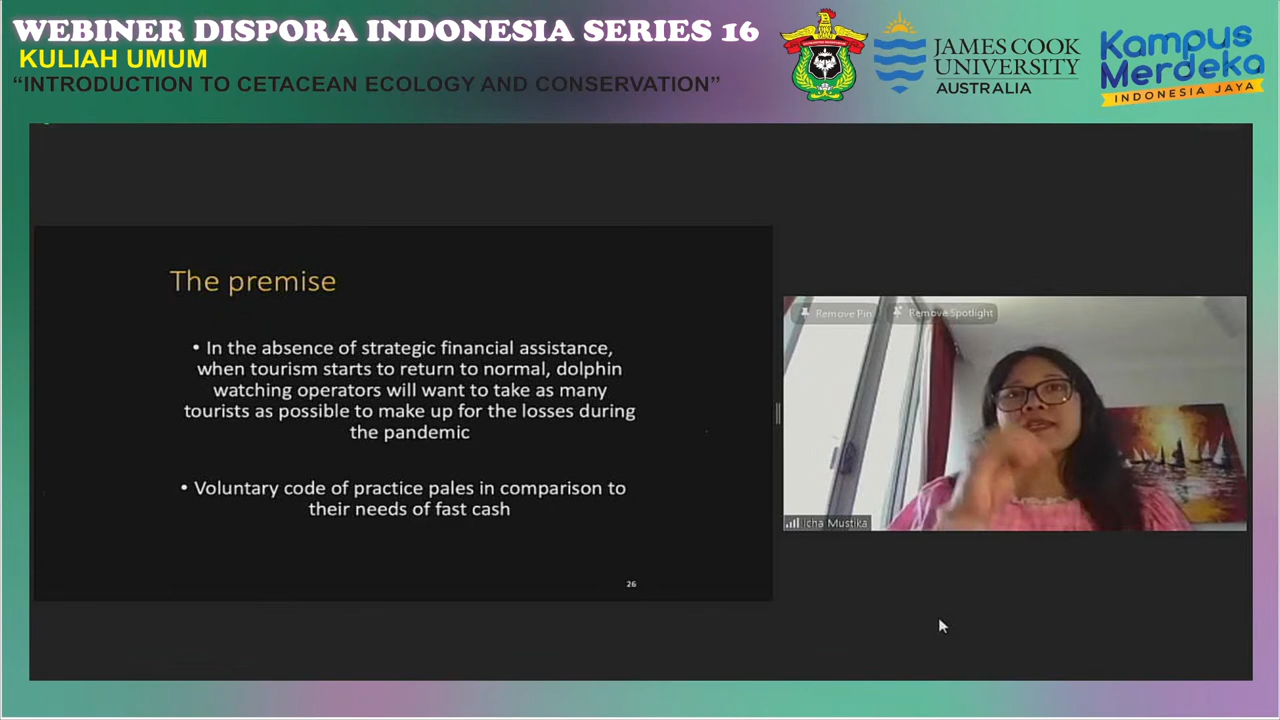 WEBINER DISPORA INDONESIA SERIES 16
KULIAH UMUM
“INTRODUCTION TO CETACEAN ECOLOGY AND CONSERVATION”
JAMES COOK
UNIVERSITY
AUSTRALIA
Kampus
Merdeka
INDONESIA JAYA
The premise
• In the absence of strategic financial assistance,
when tourism starts to return to normal, dolphin
watching operators will want to take as many
tourists as possible to make up for the losses during
the pandemic
• Voluntary code of practice pales in comparison to
their needs of fast cash
26
Remove Pin
Remove Spotlight
Icha Mustika